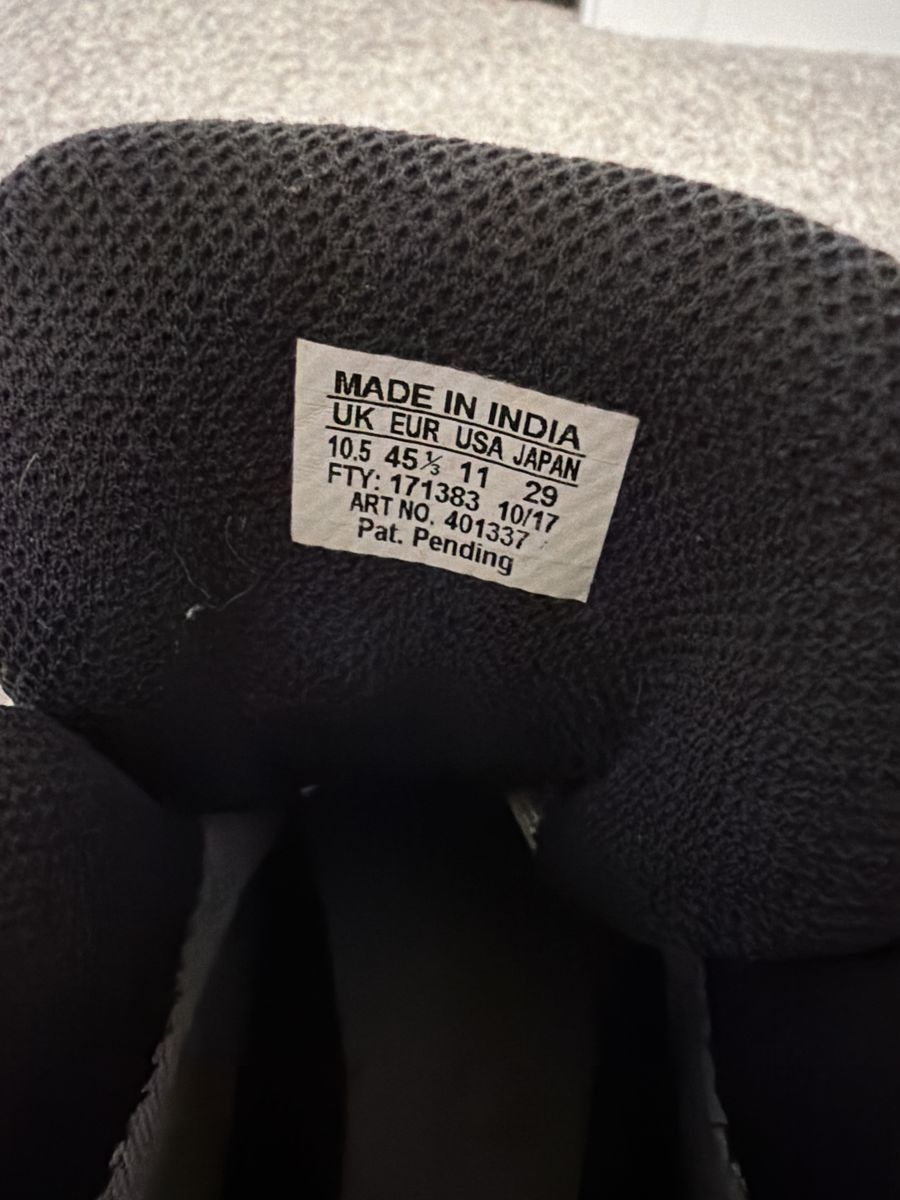 MADE IN INDIA
UK EUR USA JAPAN
10.5 45⅓ 11 29
FTY: 171383 10/17
ART NO. 401337
Pat. Pending